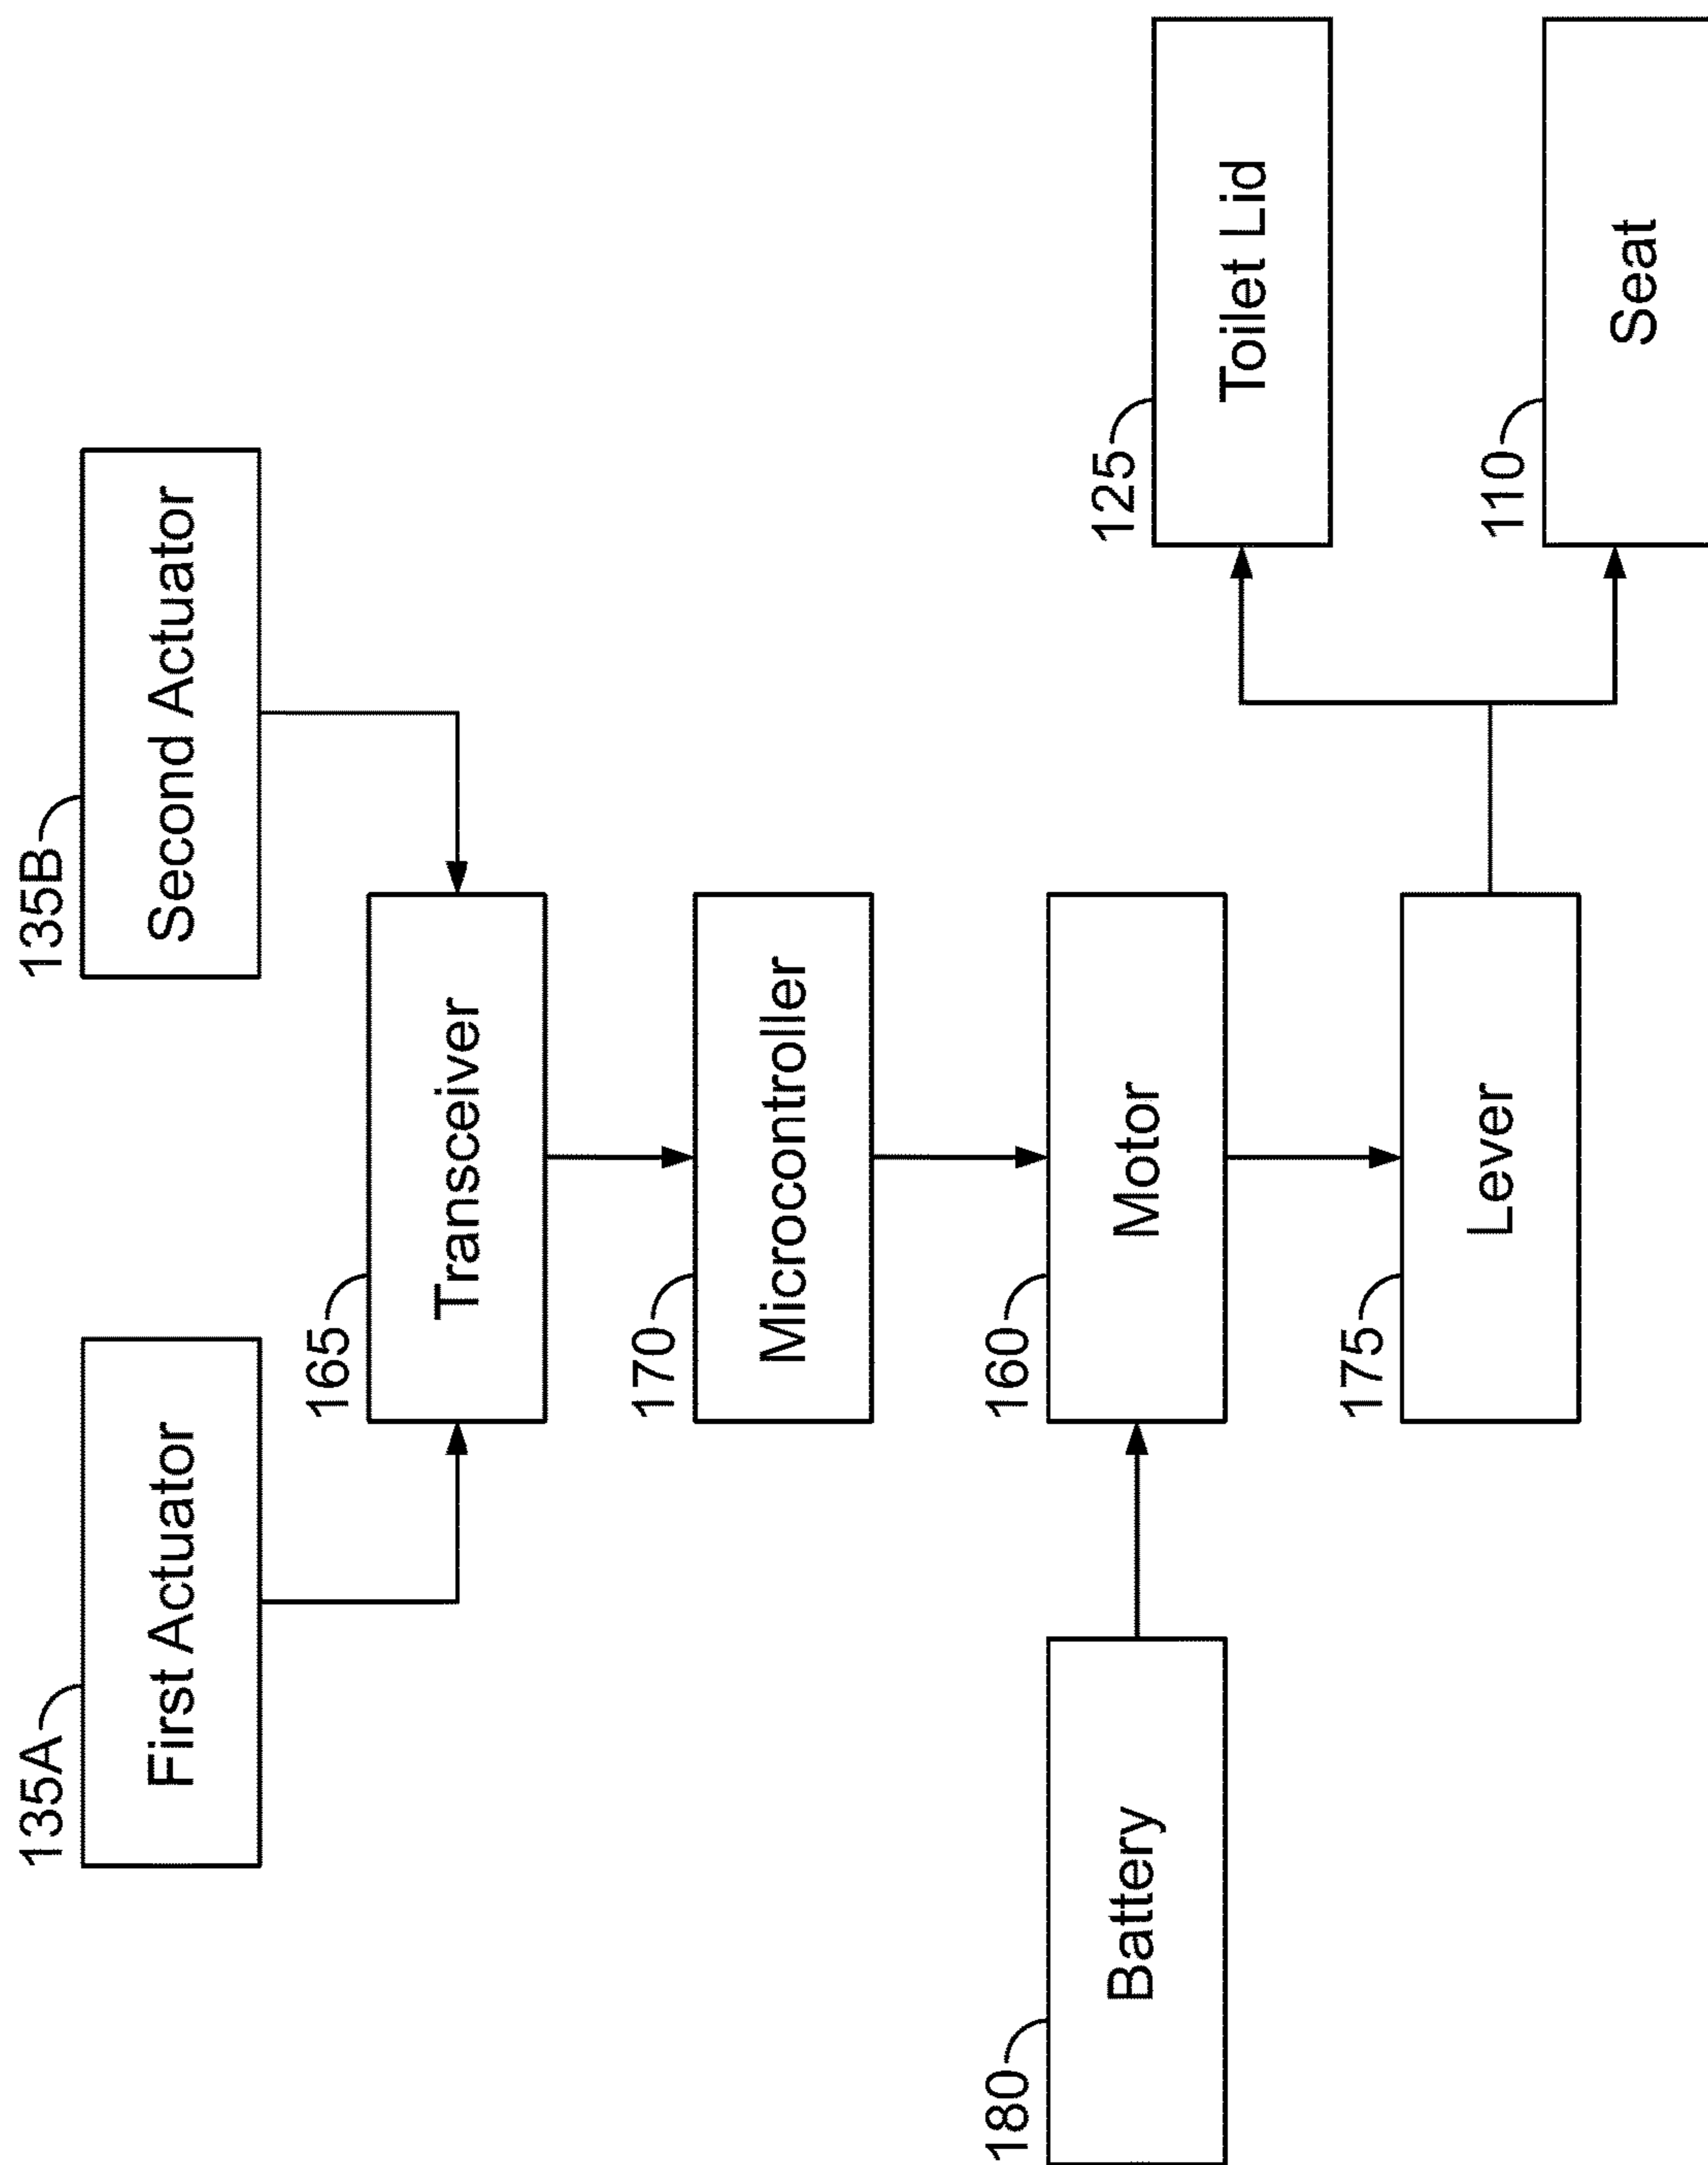 135A
First Actuator
135B
Second Actuator
165
Transceiver
170
Microcontroller
180
Battery
160
Motor
125
Toilet Lid
175
Lever
110
Seat